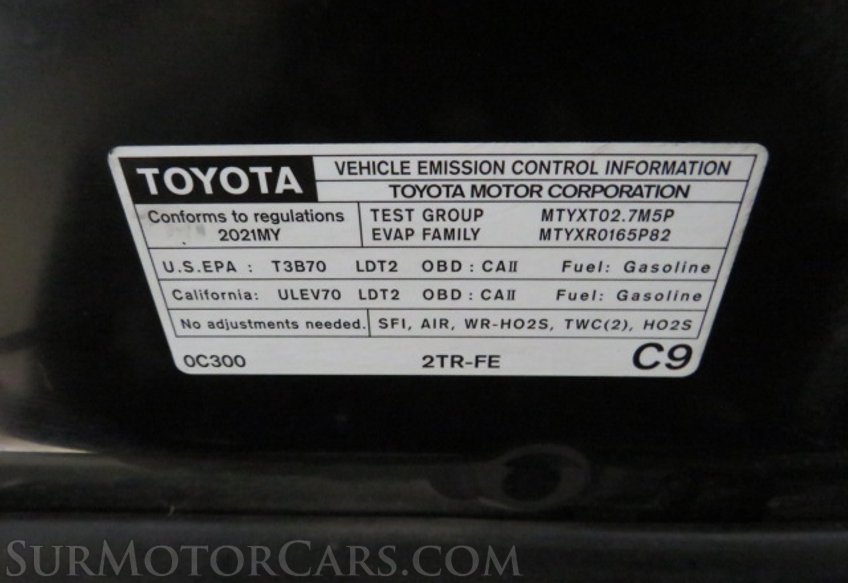 TOYOTA
VEHICLE EMISSION CONTROL INFORMATION
TOYOTA MOTOR CORPORATION
Conforms to regulations
2021MY
TEST GROUP MTYXT02.7M5P
EVAP FAMILY MTYXR0165P82
U.S.EPA : T3B70 LDT2 OBD : CAII Fuel: Gasoline
California: ULEV70 LDT2 OBD : CAII Fuel: Gasoline
No adjustments needed. SFI, AIR, WR-HO2S, TWC(2), HO2S
0C300 2TR-FE C9
SURMOTORCARS.COM